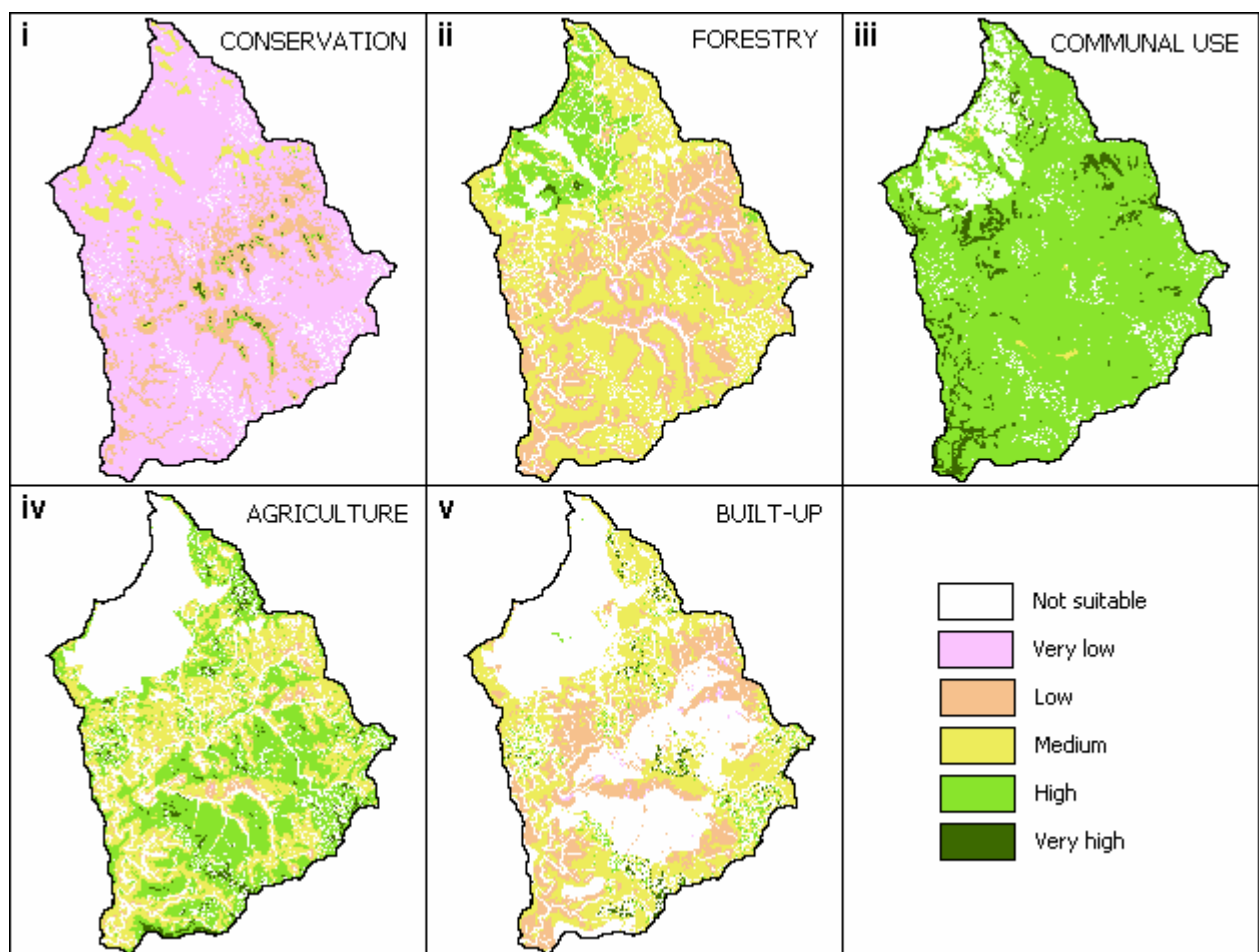 i CONSERVATION
ii FORESTRY
iii COMMUNAL USE
iv AGRICULTURE
v BUILT-UP
Not suitable
Very low
Low
Medium
High
Very high